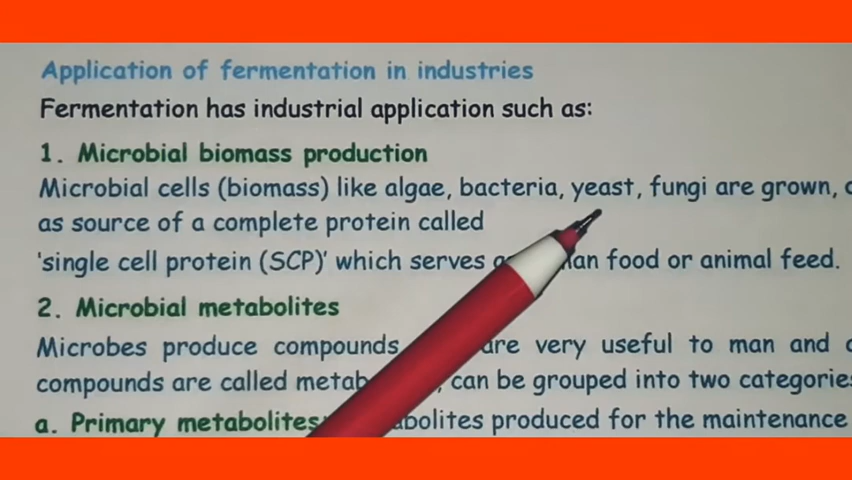 Application of fermentation in industries
Fermentation has industrial application such as:
1. Microbial biomass production
Microbial cells (biomass) like algae, bacteria, yeast, fungi are grown,
as source of a complete protein called
'single cell protein (SCP)' which serves food or animal feed.
2. Microbial metabolites
Microbes produce compounds are very useful to man and
compounds are called can be grouped into two categories
a. Primary metabolites produced for the maintenance